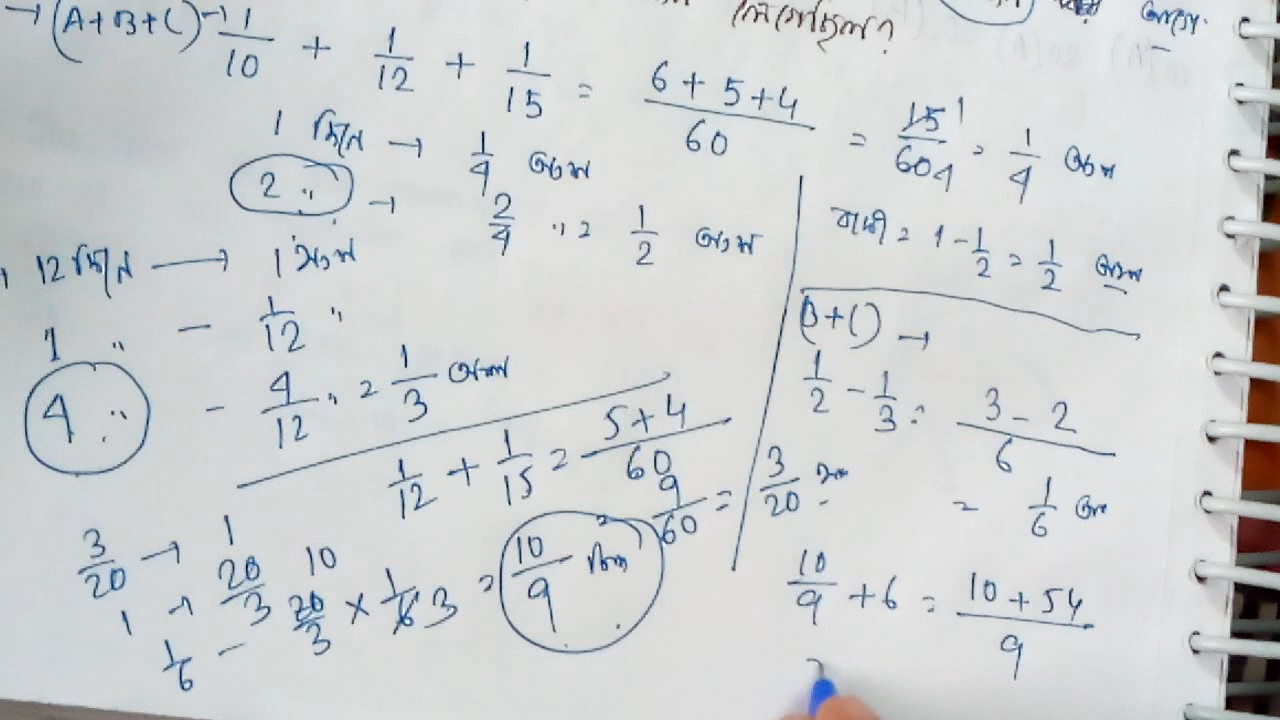 → (A+B+C) → 1/10 + 1/12 + 1/15 = (6+5+4)/60 = 15/60 = 1/4 অংশ
1 দিনে → 1/4 অংশ
2 " → 2/4 " = 1/2 অংশ
বাকী = 1 - 1/2 = 1/2 অংশ
12 দিনে → 1 অংশ
1 " - 1/12 "
4 " - 4/12 " = 1/3 অংশ
(B+C) →
1/2 - 1/3 = (3-2)/6
= 1/6 অংশ
1/12 + 1/15 = (5+4)/60
= 9/60 = 3/20 অংশ
3/20 → 1
1 → 20/3
1/6 - 20/3 × 1/6 = 10/9 দিন
10/9 + 6 = (10+54)/9